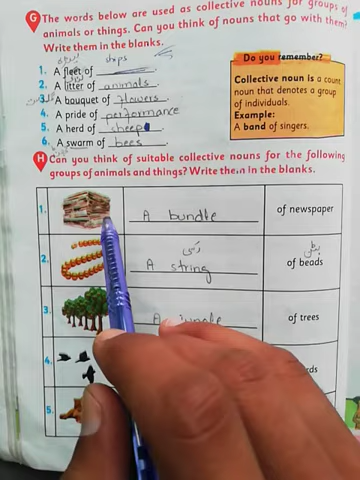 G The words below are used as collective nouns for groups of
animals or things. Can you think of nouns that go with them?
Write them in the blanks.
ships
1. A fleet of
2. A litter of animals
3. A bouquet of flowers
4. A pride of performance
5. A herd of sheep
6. A swarm of bees
Do you remember?
Collective noun is a count
noun that denotes a group
of individuals.
Example:
A band of singers.
H Can you think of suitable collective nouns for the following
groups of animals and things? Write them in the blanks.
1. A bundle of newspaper
2. A string of beads
3. A jungle of trees
4.
5.